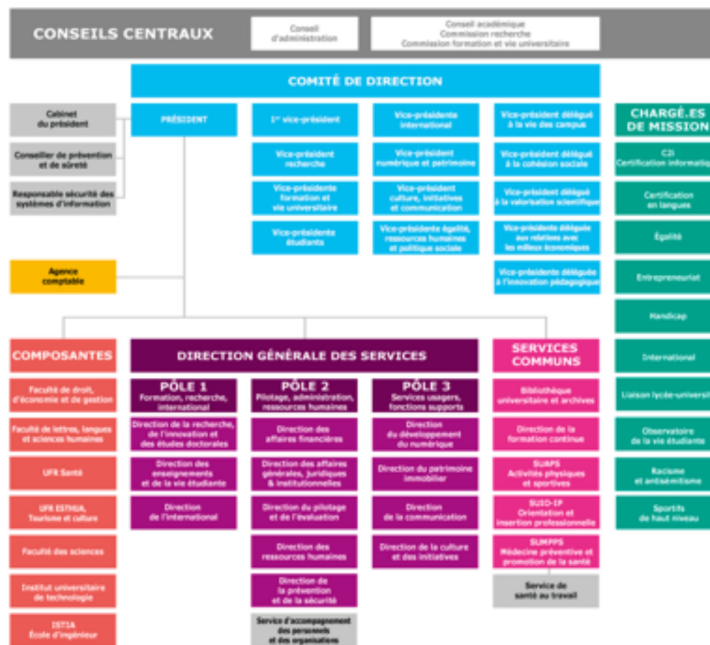 CONSEILS CENTRAUX
Conseil
d'administration
Conseil académique
Commission recherche
Commission formation et vie universitaire
COMITÉ DE DIRECTION
Cabinet
du président
Conseiller de prévention
et de sûreté
Responsable sécurité des
systèmes d'information
PRÉSIDENT
1er vice-président
Vice-président
recherche
Vice-présidente
formation et
vie universitaire
Vice-présidente
étudiants
Vice-présidente
international
Vice-président
numérique et patrimoine
Vice-président
culture, initiatives
et communication
Vice-présidente égalité,
ressources humaines
et politique sociale
Vice-président délégué
à la vie des campus
Vice-président délégué
à la cohésion sociale
Vice-président délégué
à la valorisation scientifique
Vice-présidente déléguée
aux relations avec
les milieux économiques
Vice-présidente déléguée
à l'innovation pédagogique
CHARGÉ.ES
DE MISSION
C2i
Certification informatique
Certification
en langues
Égalité
Entrepreneuriat
Handicap
International
Liaison lycée-université
Observatoire
de la vie étudiante
Racisme
et antisémitisme
Sportifs
de haut niveau
Agence
comptable
COMPOSANTES
Faculté de droit,
d'économie et de gestion
Faculté de lettres, langues
et sciences humaines
UFR Santé
UFR ESTHUA,
Tourisme et culture
Faculté des sciences
Institut universitaire
de technologie
ISTIA
École d'ingénieur
DIRECTION GÉNÉRALE DES SERVICES
PÔLE 1
Formation, recherche,
international
Direction de la recherche,
de l'innovation et
des études doctorales
Direction des
enseignements
et de la vie étudiante
Direction
de l'international
PÔLE 2
Pilotage, administration,
ressources humaines
Direction des
affaires financières
Direction des affaires
générales, juridiques
& institutionnelles
Direction du pilotage
et de l'évaluation
Direction des
ressources humaines
Direction de
la prévention
et de la sécurité
Service d'accompagnement
des personnels
et des organisations
PÔLE 3
Services usagers,
fonctions supports
Direction
du développement
du numérique
Direction du patrimoine
immobilier
Direction
de la communication
Direction de la culture
et des initiatives
SERVICES
COMMUNS
Bibliothèque
universitaire et archives
Direction de la
formation continue
SUAPS
Activités physiques
et sportives
SUIO-IP
Orientation et
insertion professionnelle
SUMPPS
Médecine préventive et
promotion de la santé
Service de
santé au travail